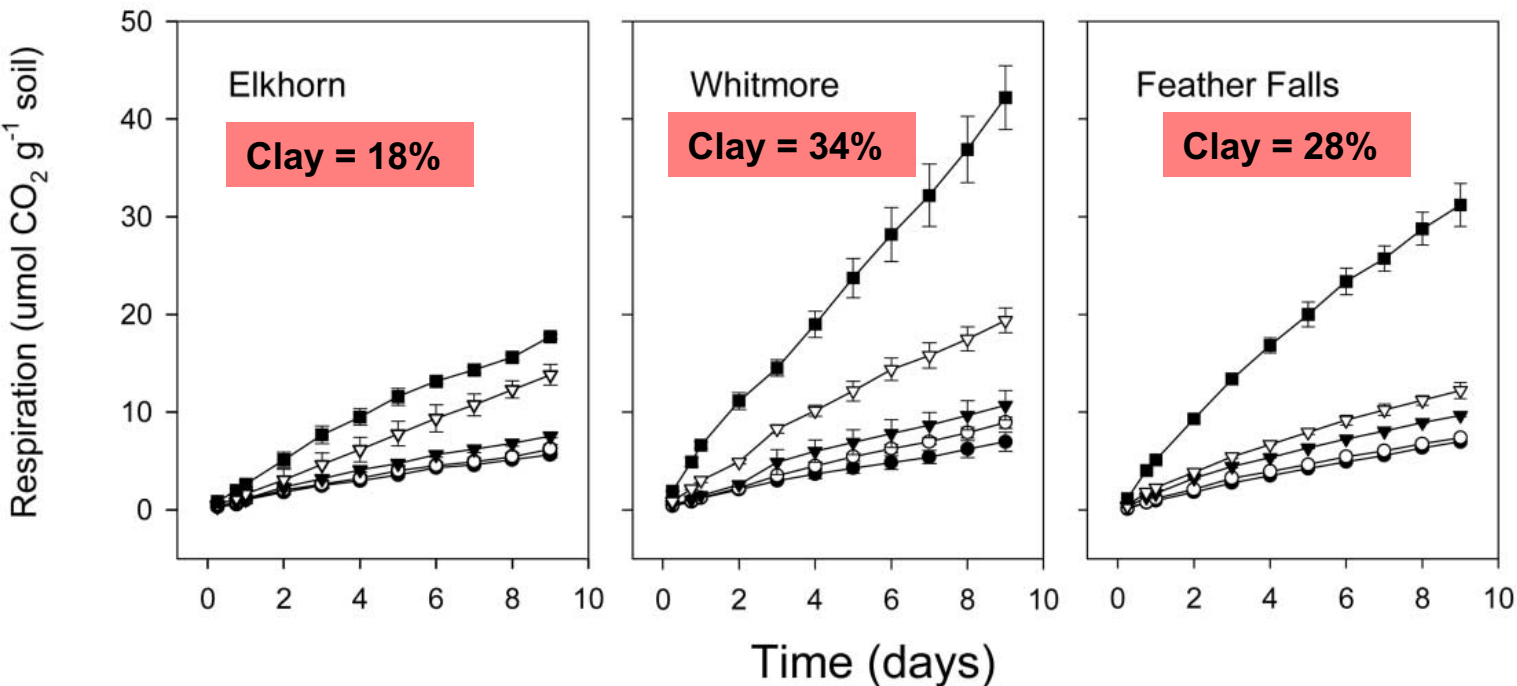 Respiration (umol CO₂ g⁻¹ soil)
50
40
30
20
10
0
Elkhorn
Clay = 18%
Whitmore
Clay = 34%
Feather Falls
Clay = 28%
0 2 4 6 8 10
0 2 4 6 8 10
0 2 4 6 8 10
Time (days)